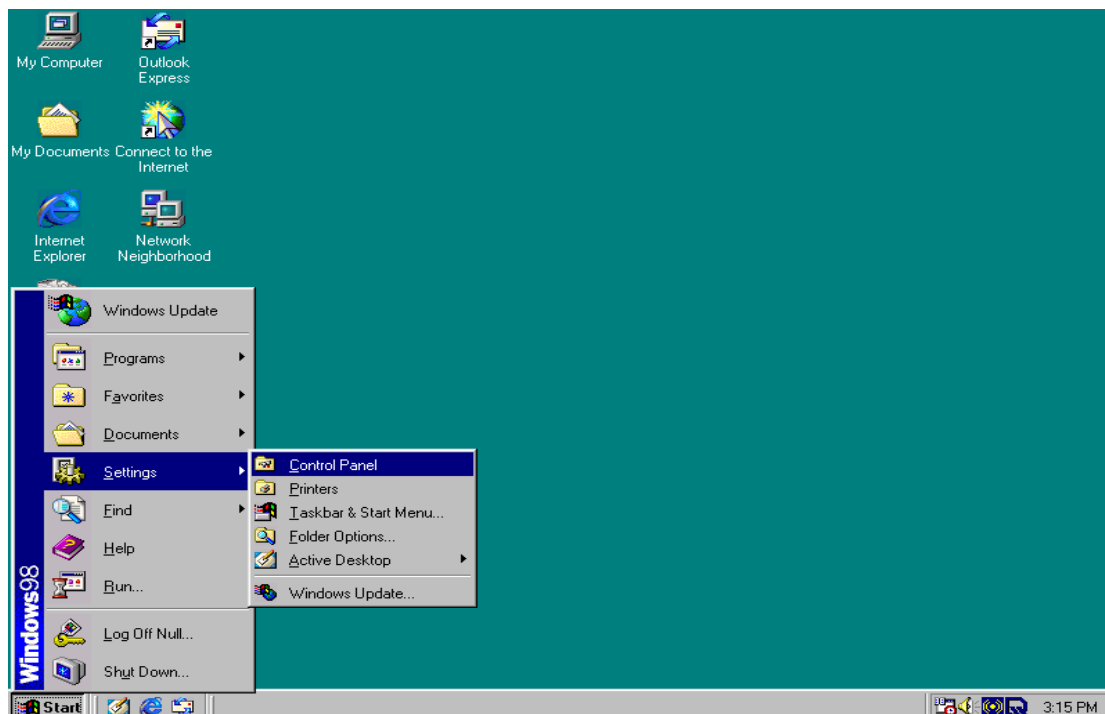 My Computer
Outlook
Express
My Documents
Connect to the
Internet
Internet
Explorer
Network
Neighborhood
Windows Update
Programs
Favorites
Documents
Settings
Find
Help
Run...
Log Off Null...
Shut Down...
Windows98
Control Panel
Printers
Taskbar & Start Menu...
Folder Options...
Active Desktop
Windows Update...
Start
3:15 PM